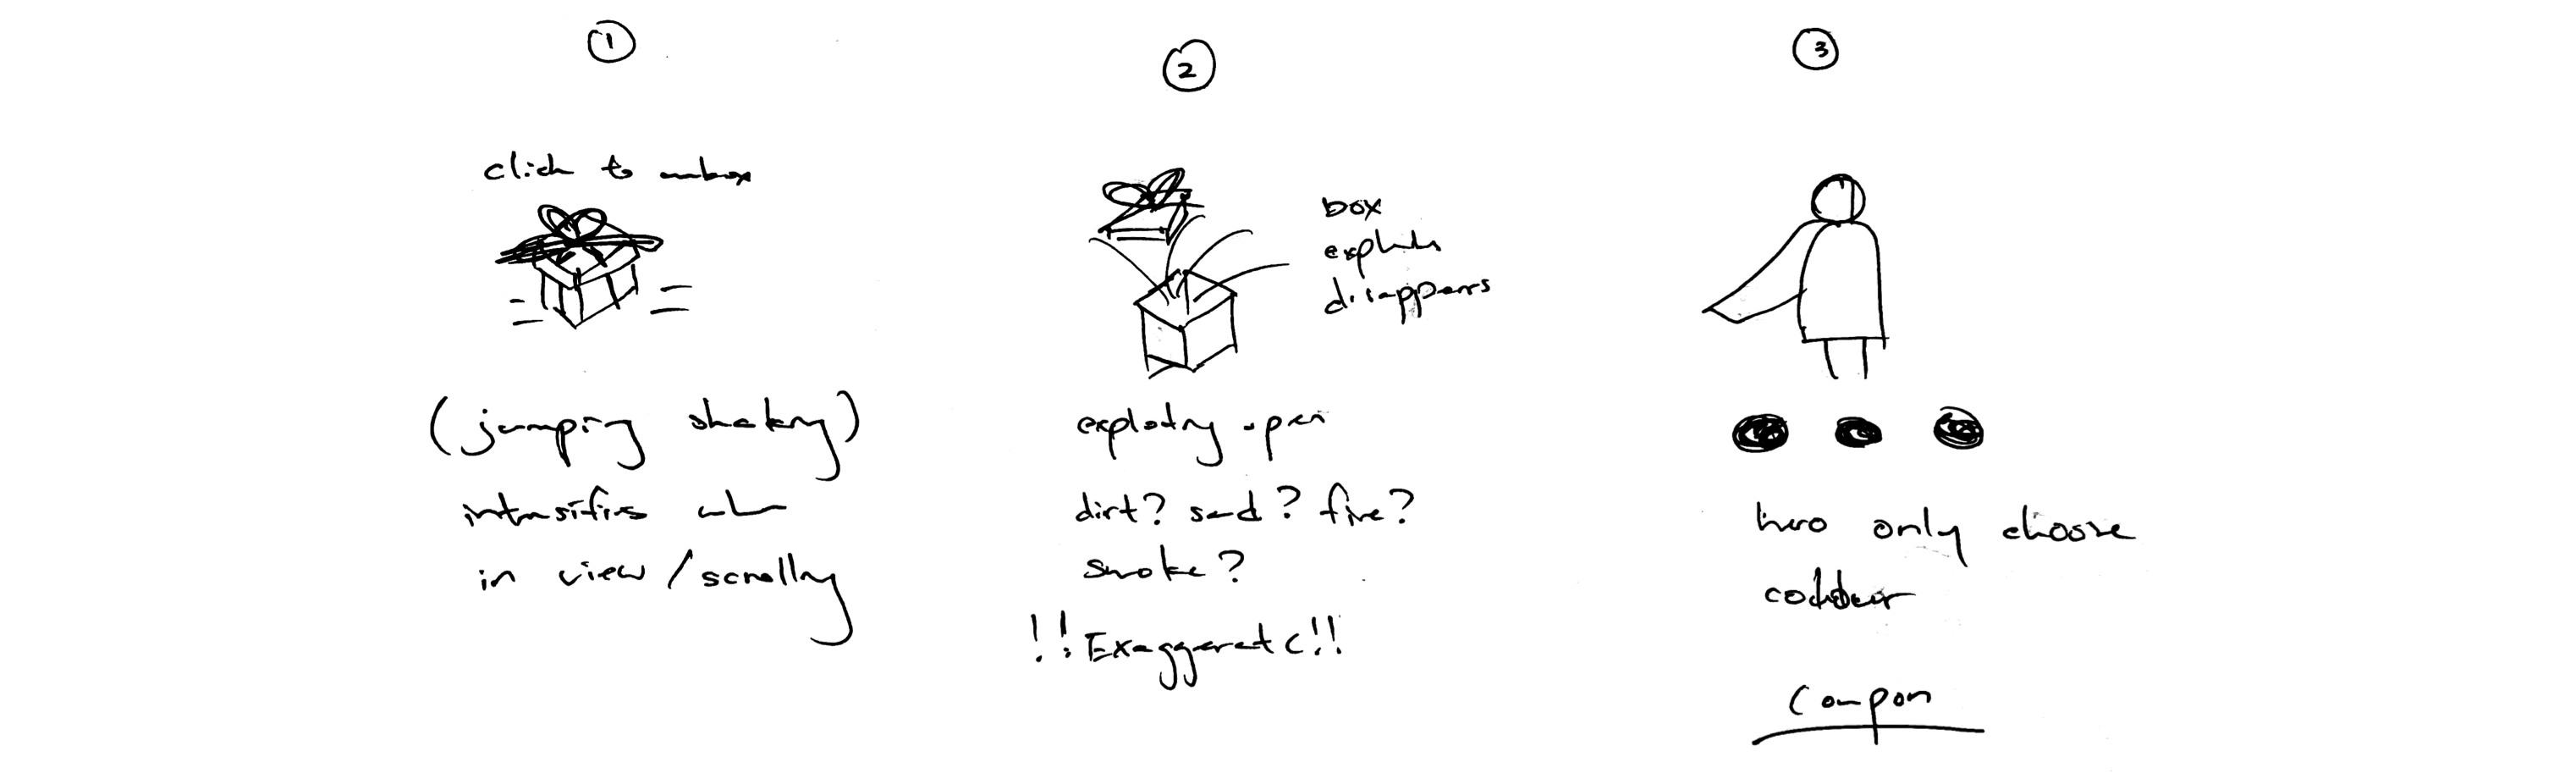 1
click to unbox
(jumping shaking)
intensifies when
in view / scrolling
2
box
explodes
disappears
exploding open
dirt? sand? fire?
smoke?
!!Exaggerate!!
3
hero only choose
colour
Coupon